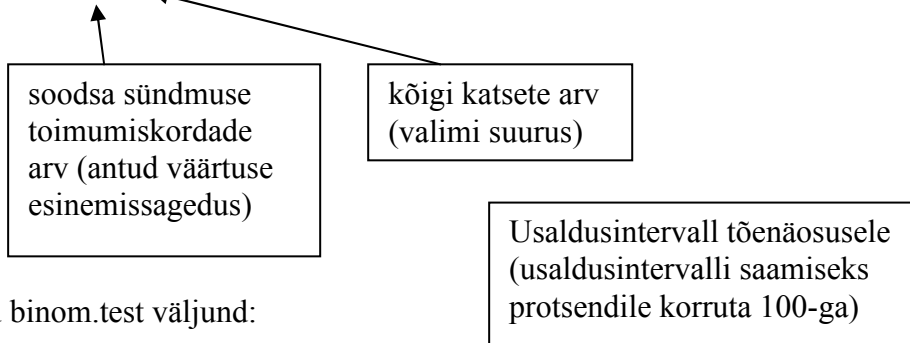 soodsa sündmuse
toimumiskordade
arv (antud väärtuse
esinemissagedus)
kõigi katsete arv
(valimi suurus)
Usaldusintervall tõenäosusele
(usaldusintervalli saamiseks
protsendile korruta 100-ga)
binom.test väljund: